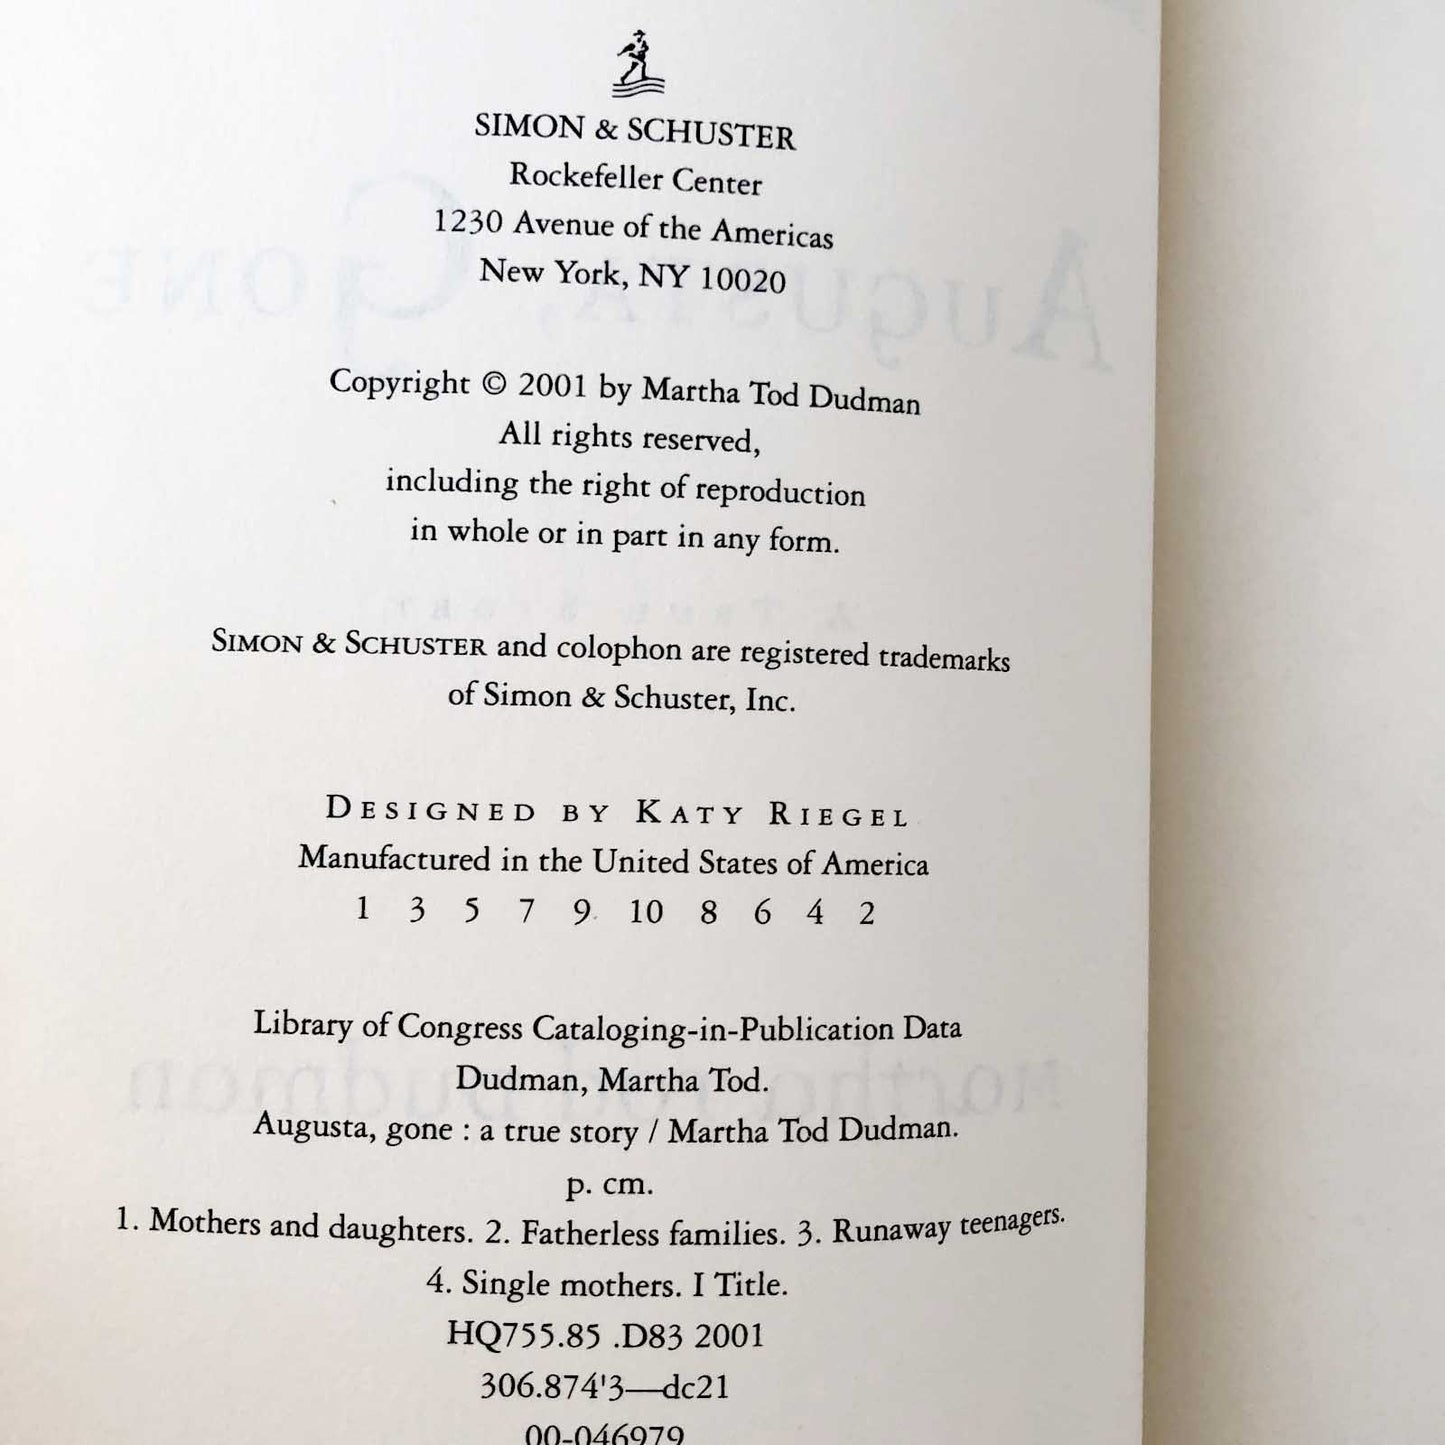 SIMON & SCHUSTER
Rockefeller Center
1230 Avenue of the Americas
New York, NY 10020
Copyright © 2001 by Martha Tod Dudman
All rights reserved,
including the right of reproduction
in whole or in part in any form.
SIMON & SCHUSTER and colophon are registered trademarks
of Simon & Schuster, Inc.
DESIGNED BY KATY RIEGEL
Manufactured in the United States of America
1 3 5 7 9 10 8 6 4 2
Library of Congress Cataloging-in-Publication Data
Dudman, Martha Tod.
Augusta, gone : a true story / Martha Tod Dudman.
p. cm.
1. Mothers and daughters. 2. Fatherless families. 3. Runaway teenagers.
4. Single mothers. I Title.
HQ755.85 .D83 2001
306.874'3—dc21
00-046979